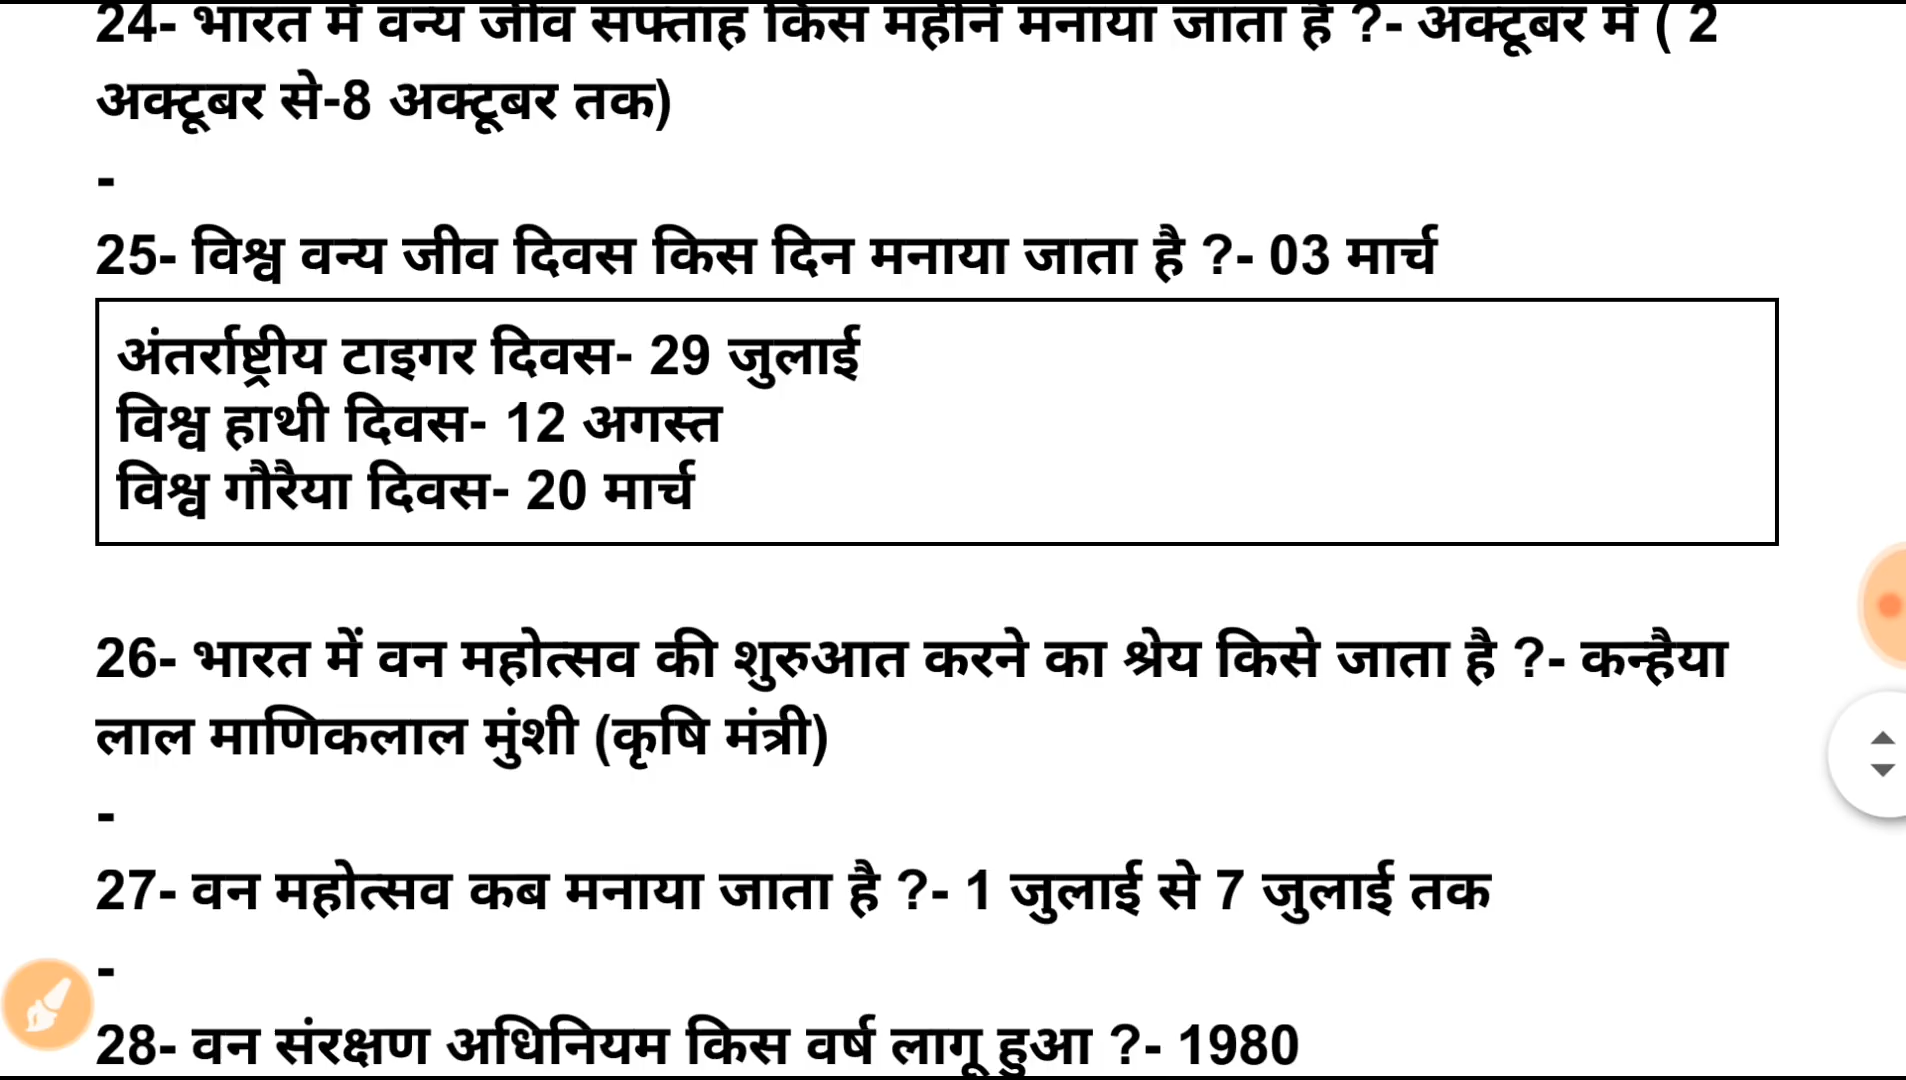 24- भारत में वन्य जीव सप्ताह किस महीने मनाया जाता है ?- अक्टूबर में ( 2
अक्टूबर से-8 अक्टूबर तक)
-
25- विश्व वन्य जीव दिवस किस दिन मनाया जाता है ?- 03 मार्च
अंतर्राष्ट्रीय टाइगर दिवस- 29 जुलाई
विश्व हाथी दिवस- 12 अगस्त
विश्व गौरैया दिवस- 20 मार्च
26- भारत में वन महोत्सव की शुरुआत करने का श्रेय किसे जाता है ?- कन्हैया
लाल माणिकलाल मुंशी (कृषि मंत्री)
-
27- वन महोत्सव कब मनाया जाता है ?- 1 जुलाई से 7 जुलाई तक
-
28- वन संरक्षण अधिनियम किस वर्ष लागू हुआ ?- 1980